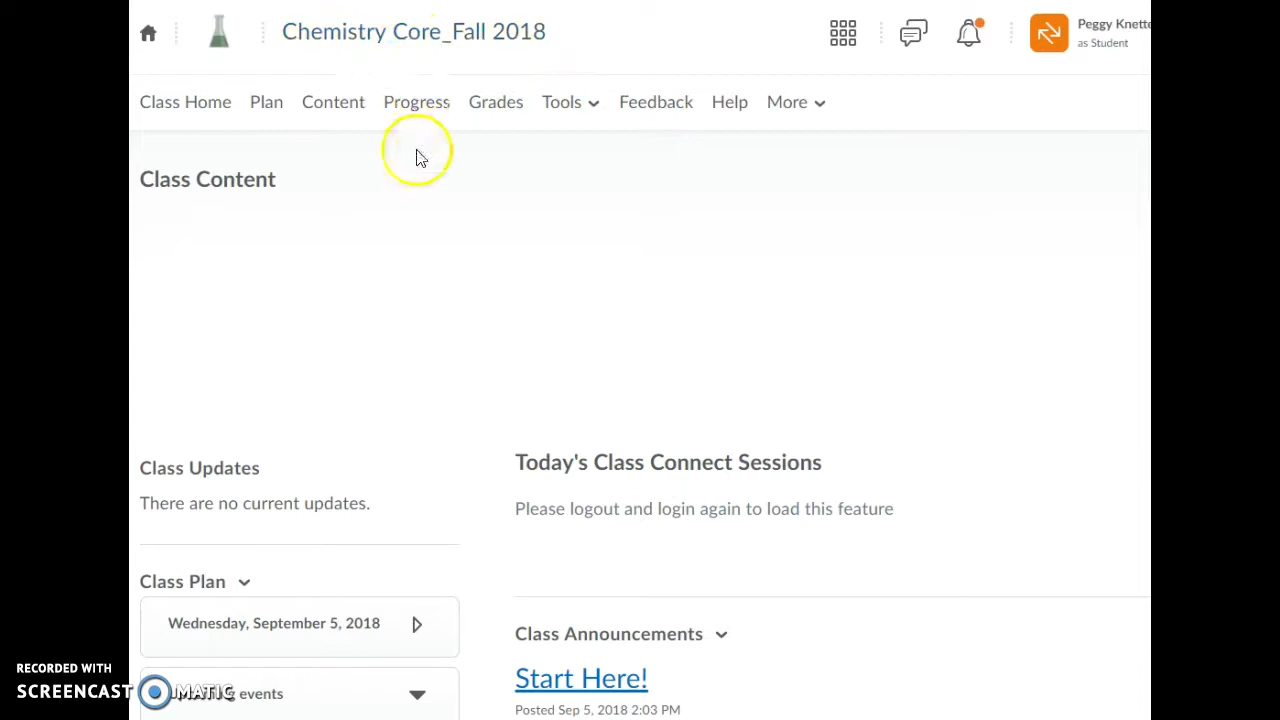 Chemistry Core_Fall 2018
Peggy Knette
as Student
Class Home Plan Content Progress Grades Tools Feedback Help More
Class Content
Class Updates
There are no current updates.
Today's Class Connect Sessions
Please logout and login again to load this feature
Class Plan
Wednesday, September 5, 2018
Class Announcements
Start Here!
Posted Sep 5, 2018 2:03 PM
events
RECORDED WITH
SCREENCAST MATIC